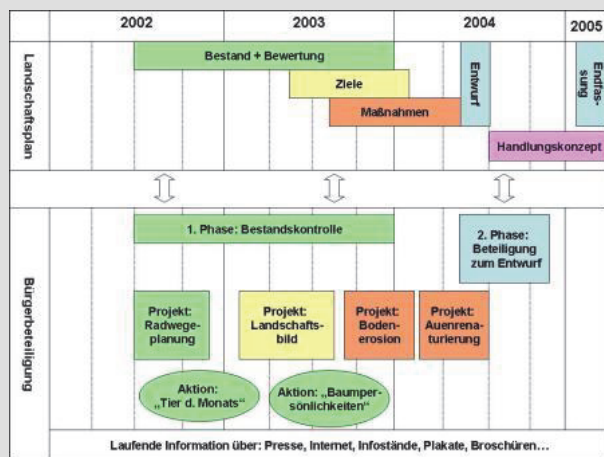 2002
2003
2004
2005
Landschaftsplan
Bestand + Bewertung
Ziele
Maßnahmen
Entwurf
Endfas-
sung
Handlungskonzept
Bürgerbeteiligung
1. Phase: Bestandskontrolle
2. Phase:
Beteiligung
zum Entwurf
Projekt:
Radwege-
planung
Projekt:
Landschafts-
bild
Projekt:
Boden-
erosion
Projekt:
Auenrena-
turierung
Aktion:
„Tier d. Monats“
Aktion: „Baumper-
sönlichkeiten“
Laufende Information über: Presse, Internet, Infostände, Plakate, Broschüren...